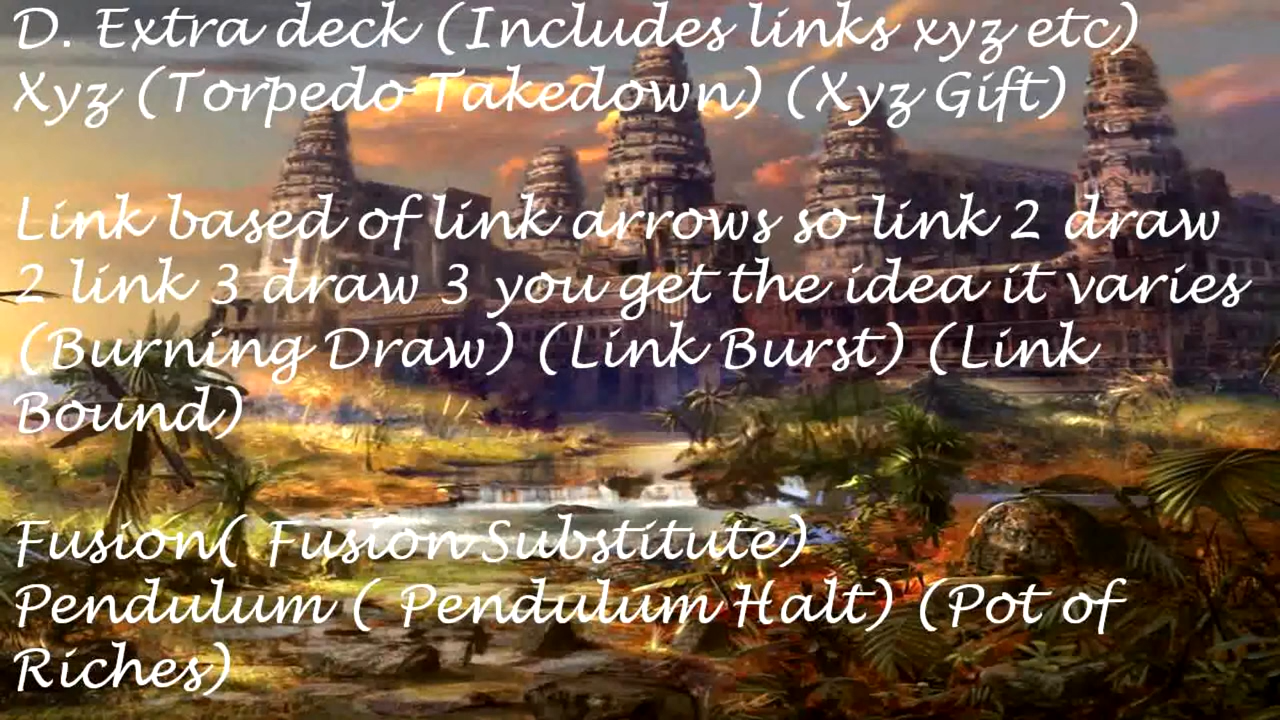 D. Extra deck (Includes links xyz etc)
Xyz (Torpedo Takedown) (Xyz Gift)
Link based of link arrows so link 2 draw
2 link 3 draw 3 you get the idea it varies
(Burning Draw) (Link Burst) (Link
Bound)
Fusion( Fusion Substitute)
Pendulum ( Pendulum Halt) (Pot of
Riches)